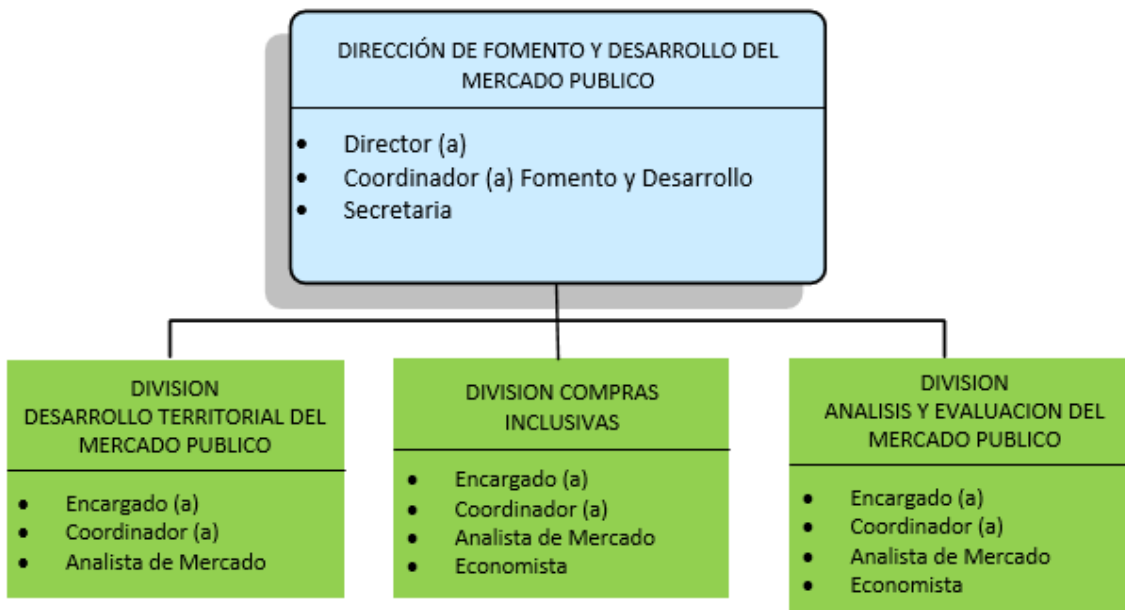 DIRECCIÓN DE FOMENTO Y DESARROLLO DEL
MERCADO PUBLICO
• Director (a)
• Coordinador (a) Fomento y Desarrollo
• Secretaria
DIVISION
DESARROLLO TERRITORIAL DEL
MERCADO PUBLICO
• Encargado (a)
• Coordinador (a)
• Analista de Mercado
DIVISION COMPRAS
INCLUSIVAS
• Encargado (a)
• Coordinador (a)
• Analista de Mercado
• Economista
DIVISION
ANALISIS Y EVALUACION DEL
MERCADO PUBLICO
• Encargado (a)
• Coordinador (a)
• Analista de Mercado
• Economista